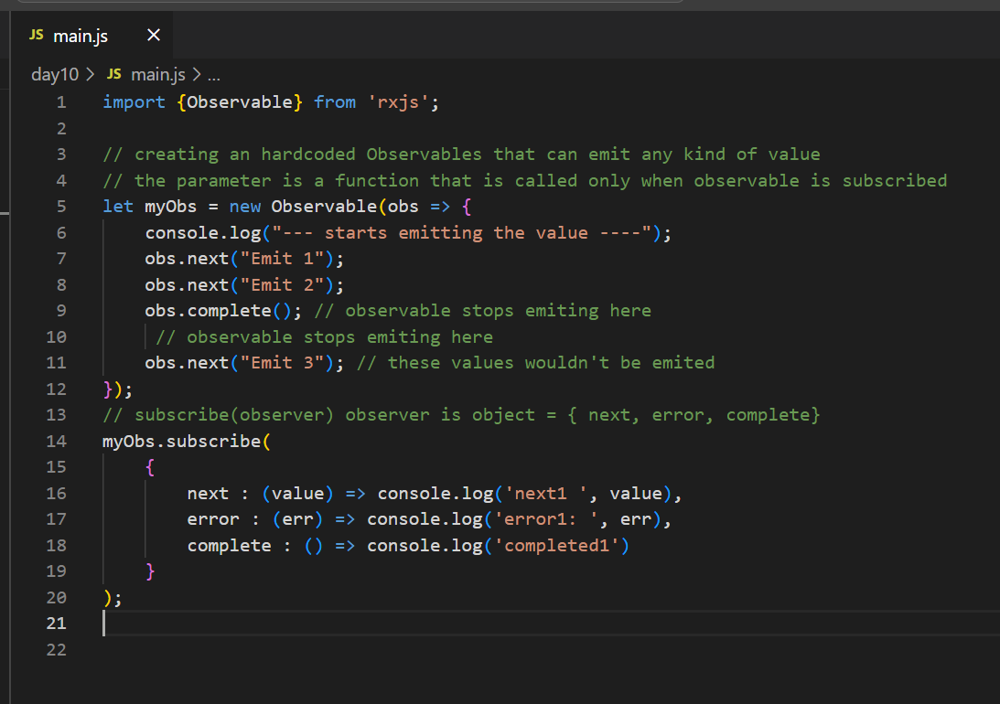 JS main.js ×
day10 > JS main.js > ...
1 import {Observable} from 'rxjs';
2
3 // creating an hardcoded Observables that can emit any kind of value
4 // the parameter is a function that is called only when observable is subscribed
5 let myObs = new Observable(obs => {
6     console.log("--- starts emitting the value ----");
7     obs.next("Emit 1");
8     obs.next("Emit 2");
9     obs.complete(); // observable stops emiting here
10      // observable stops emiting here
11     obs.next("Emit 3"); // these values wouldn't be emited
12 });
13 // subscribe(observer) observer is object = { next, error, complete}
14 myObs.subscribe(
15     {
16         next : (value) => console.log('next1 ', value),
17         error : (err) => console.log('error1: ', err),
18         complete : () => console.log('completed1')
19     }
20 );
21
22